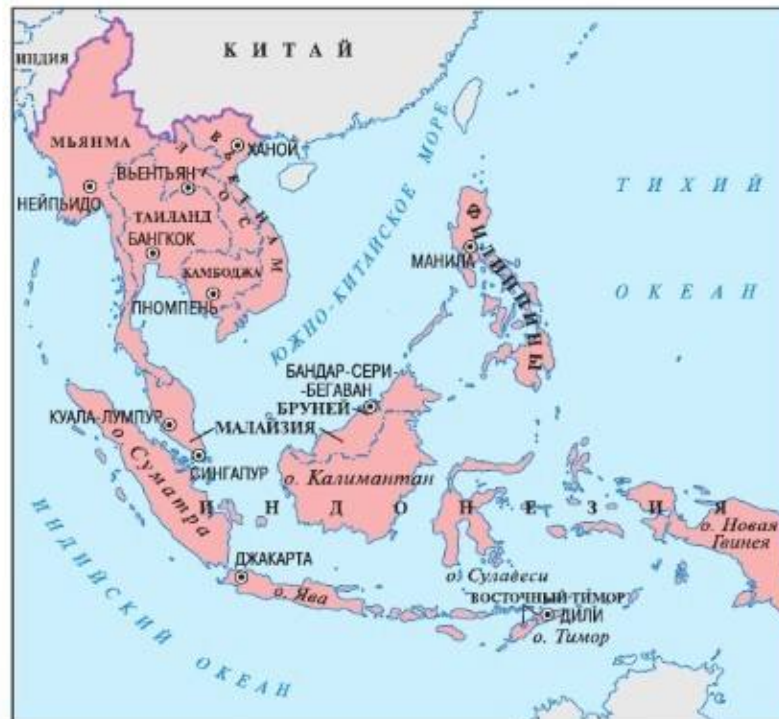 КИТАЙ
ИНДИЯ
МЬЯНМА
ЛАОС
ВЬЕТНАМ
ХАНОЙ
ВЬЕНТЬЯН
НЕЙПЬИДО
ТАИЛАНД
БАНГКОК
КАМБОДЖА
ПНОМПЕНЬ
ЮЖНО-КИТАЙСКОЕ МОРЕ
ТИХИЙ
ОКЕАН
ФИЛИППИНЫ
МАНИЛА
БАНДАР-СЕРИ-
-БЕГАВАН
БРУНЕЙ
КУАЛА-ЛУМПУР
МАЛАЙЗИЯ
СИНГАПУР
о. Суматра
о. Калимантан
ИНДОНЕЗИЯ
о. Новая
Гвинея
ДЖАКАРТА
о. Ява
о. Сулавеси
ВОСТОЧНЫЙ ТИМОР
ДИЛИ
о. Тимор
ИНДИЙСКИЙ ОКЕАН